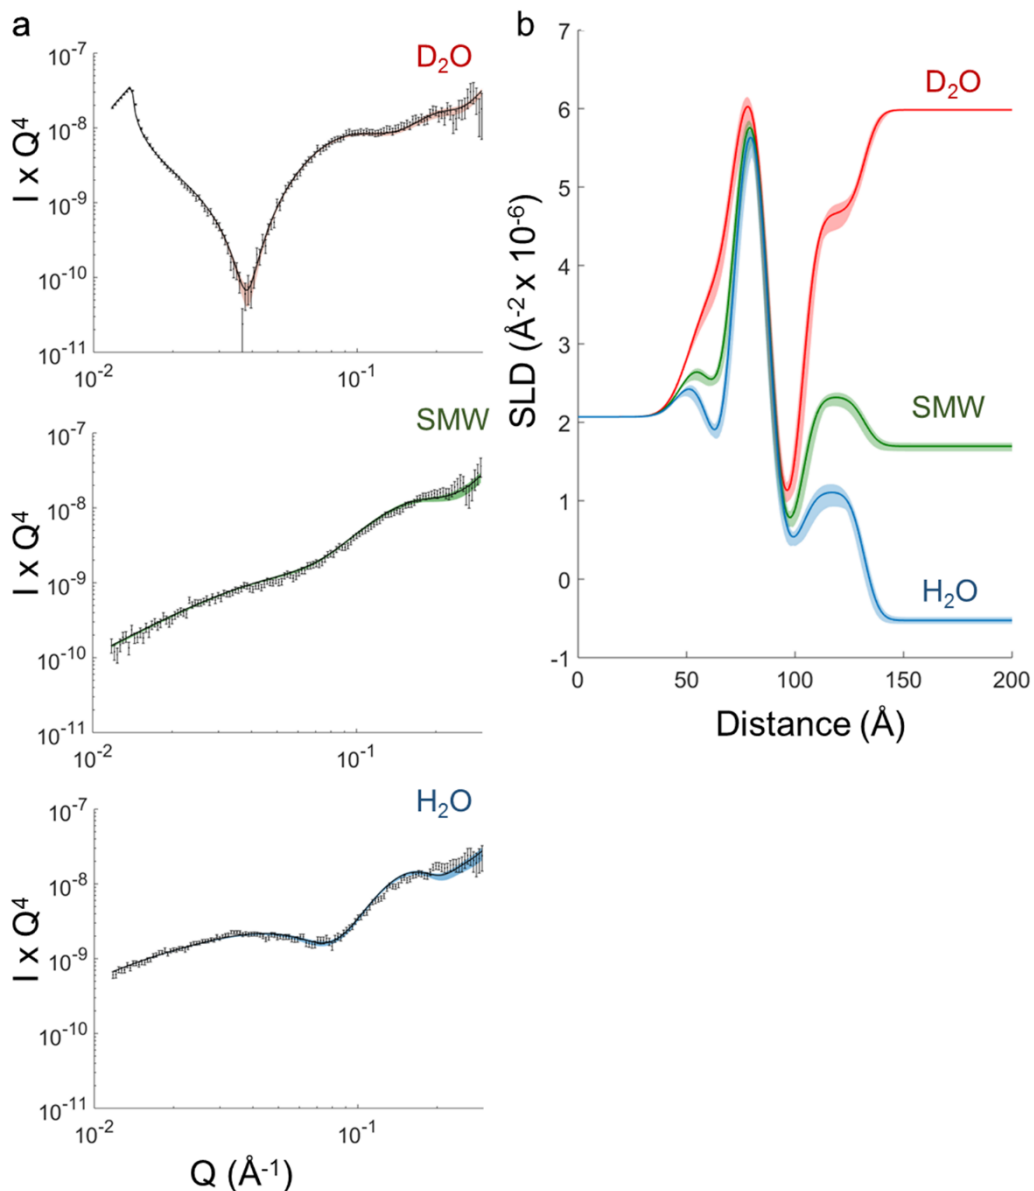 a
D₂O
I x Q⁴
10⁻⁷
10⁻⁸
10⁻⁹
10⁻¹⁰
10⁻¹¹
10⁻²
10⁻¹
SMW
I x Q⁴
10⁻⁷
10⁻⁸
10⁻⁹
10⁻¹⁰
10⁻¹¹
10⁻²
10⁻¹
H₂O
I x Q⁴
10⁻⁷
10⁻⁸
10⁻⁹
10⁻¹⁰
10⁻¹¹
10⁻²
10⁻¹
Q (Å⁻¹)
b
SLD (Å⁻² x 10⁻⁶)
7
6
5
4
3
2
1
0
-1
D₂O
SMW
H₂O
0 50 100 150 200
Distance (Å)